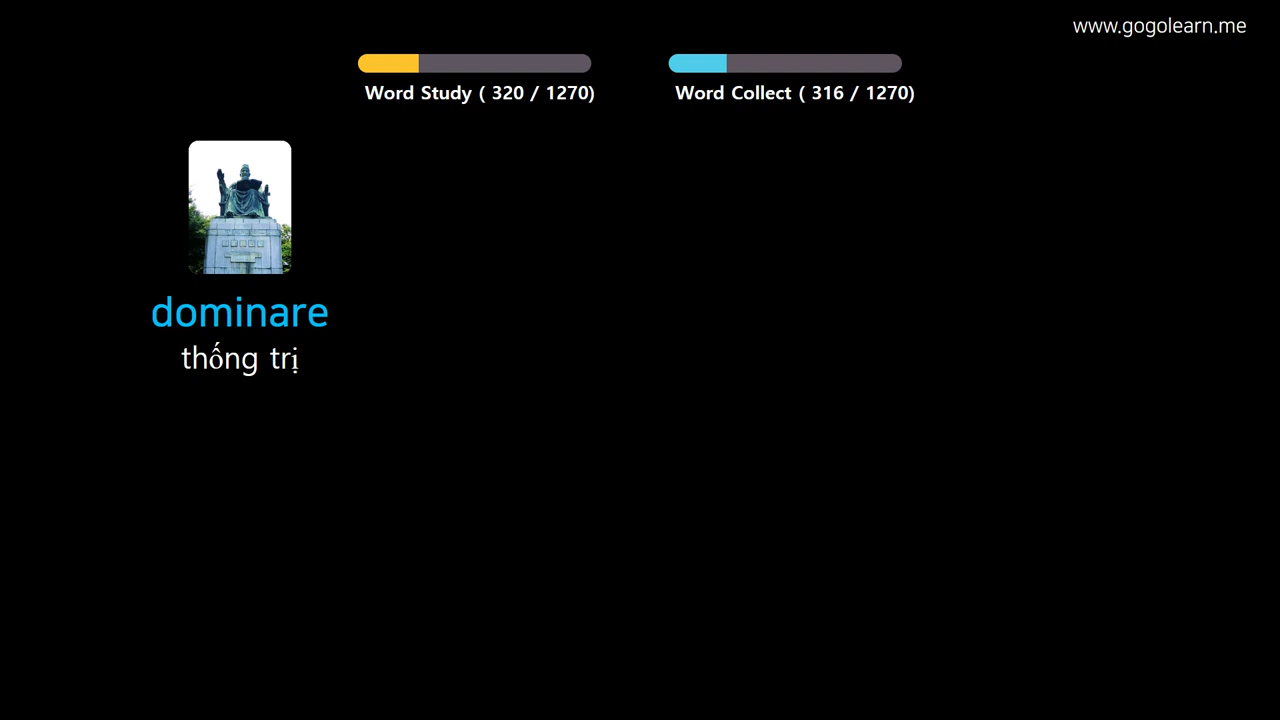 www.gogolearn.me
Word Study ( 320 / 1270)
Word Collect ( 316 / 1270)
dominare
thống trị